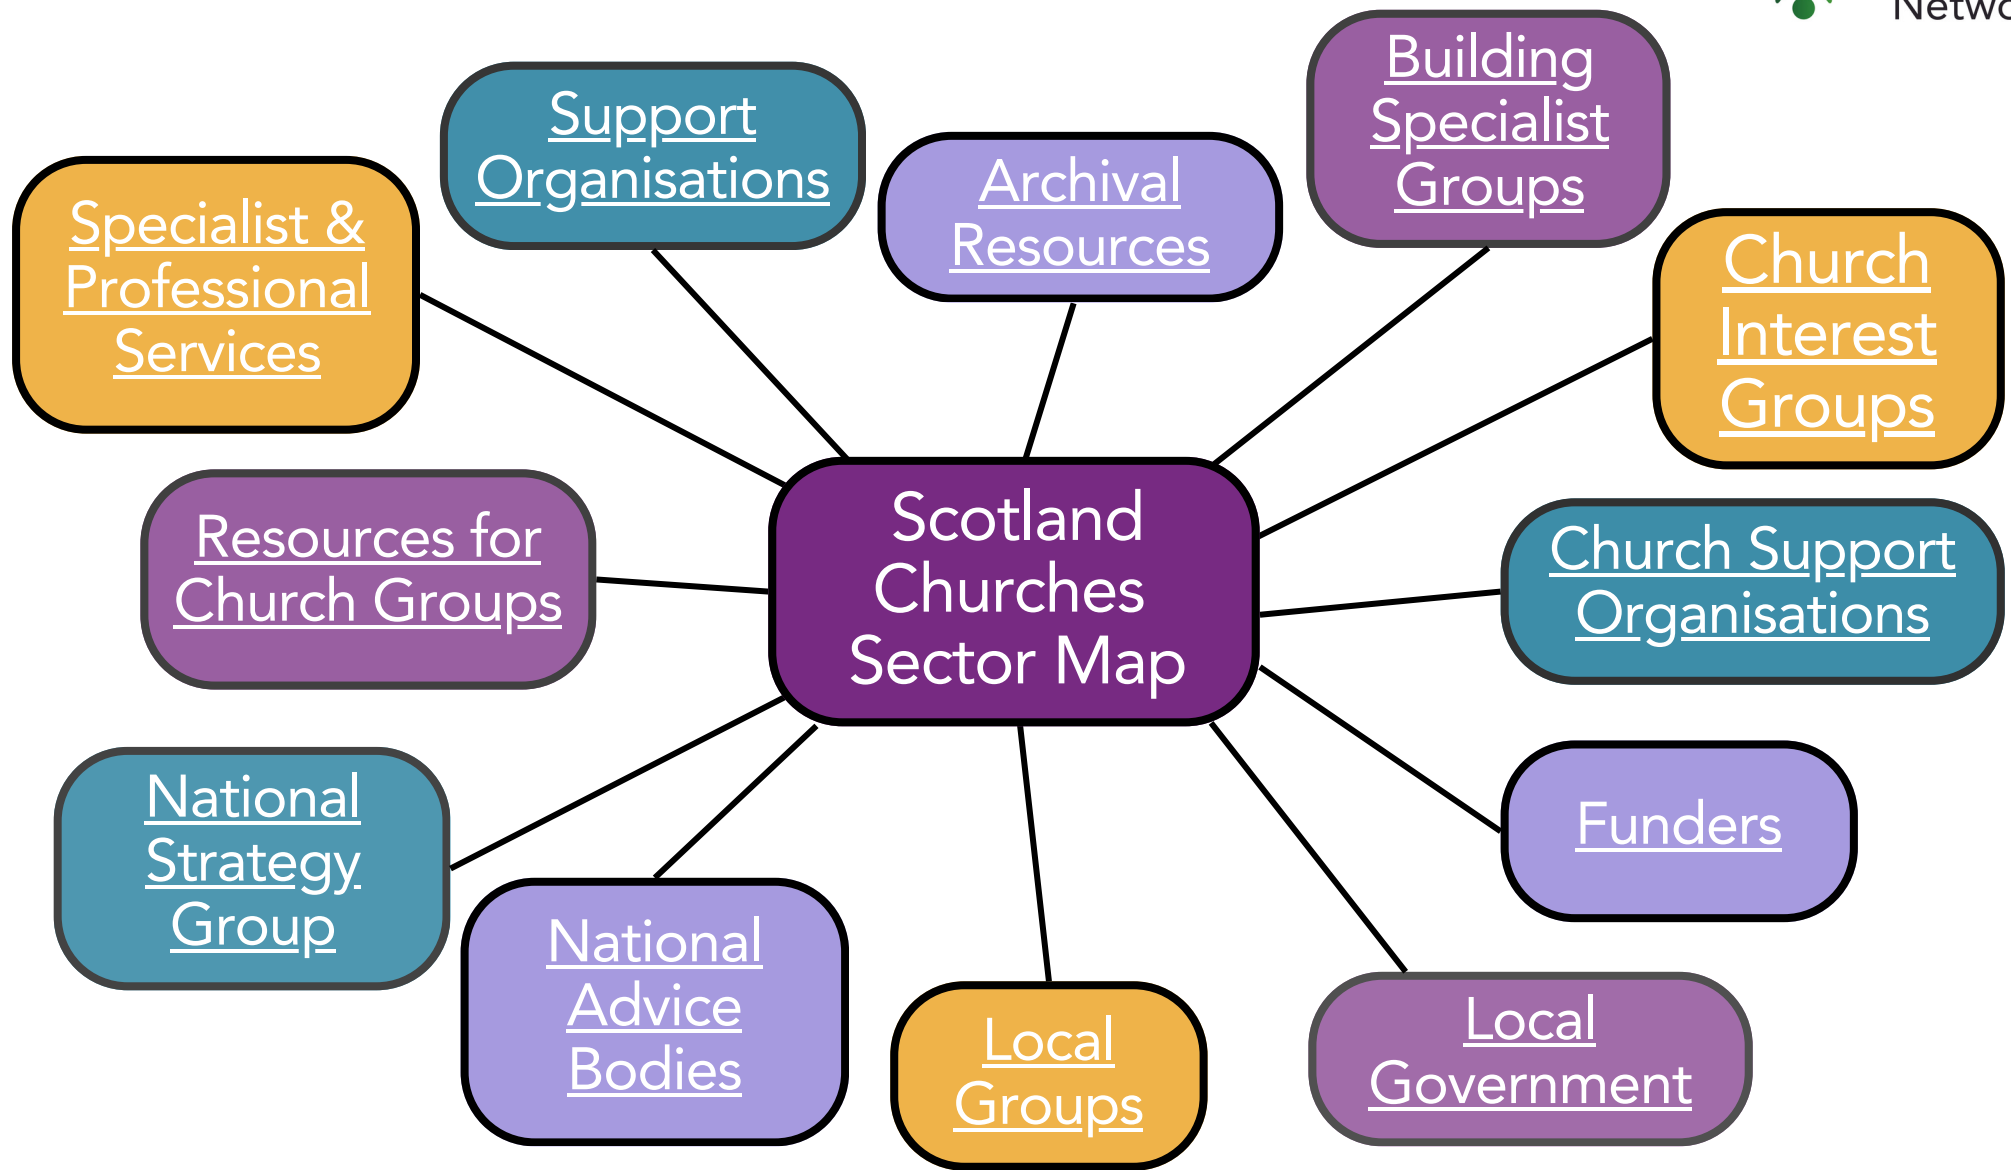 Support
Organisations
Archival
Resources
Building
Specialist
Groups
Specialist &
Professional
Services
Church
Interest
Groups
Scotland
Churches
Sector Map
Resources for
Church Groups
Church Support
Organisations
National
Strategy
Group
Funders
National
Advice
Bodies
Local
Groups
Local
Government